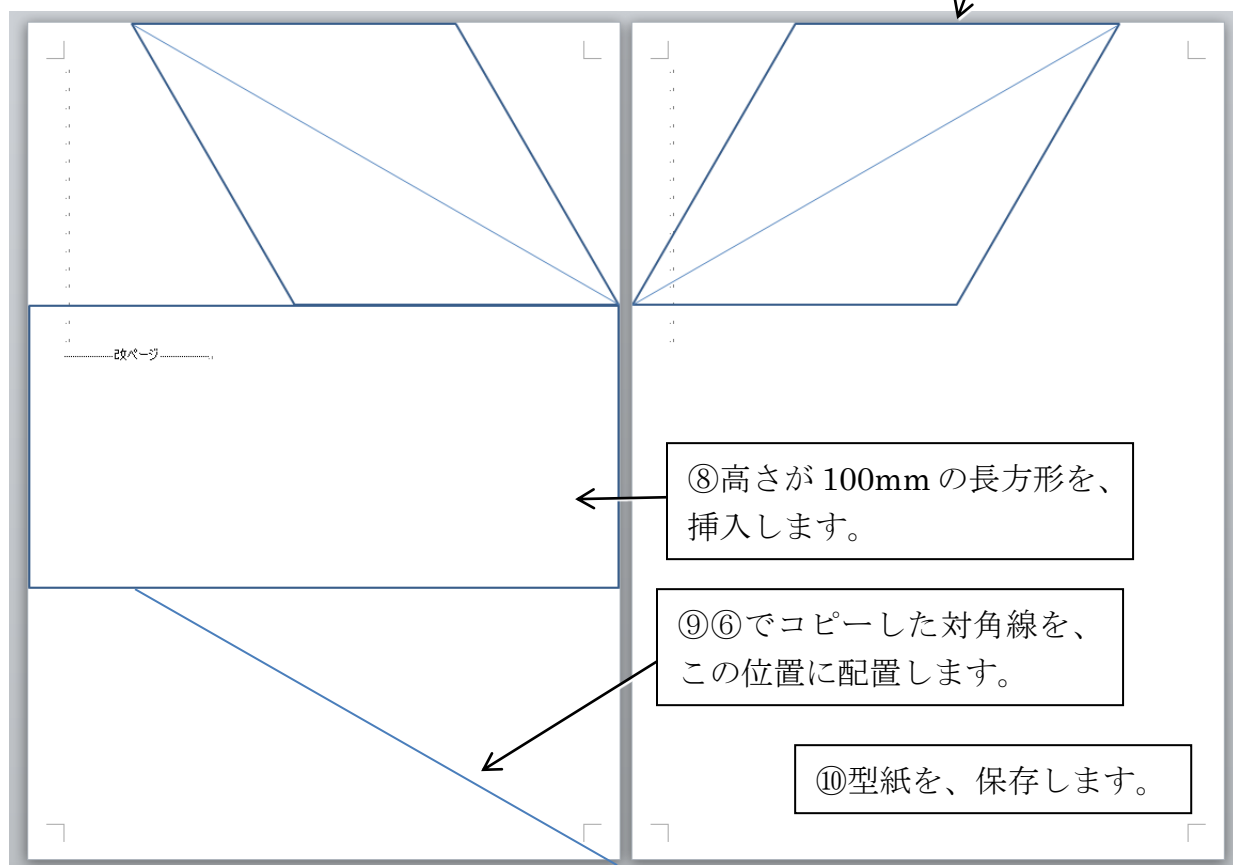 改ページ
⑧高さが 100mm の長方形を、
挿入します。
⑨⑥でコピーした対角線を、
この位置に配置します。
⑩型紙を、保存します。